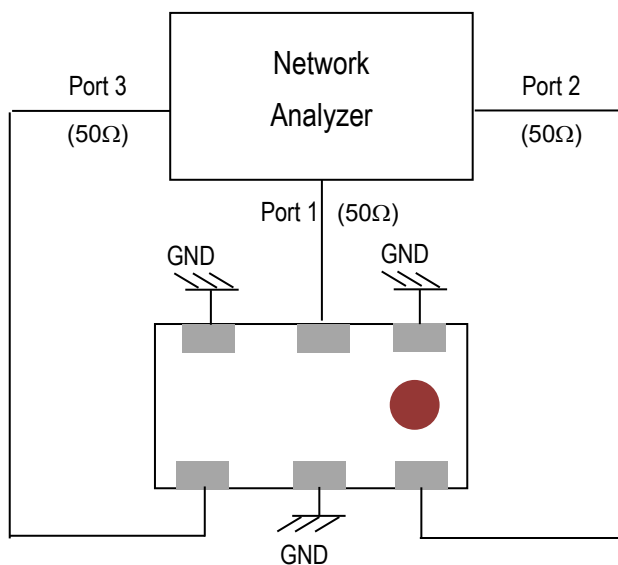 Network
Analyzer
Port 3
(50Ω)
Port 2
(50Ω)
Port 1 (50Ω)
GND
GND
GND